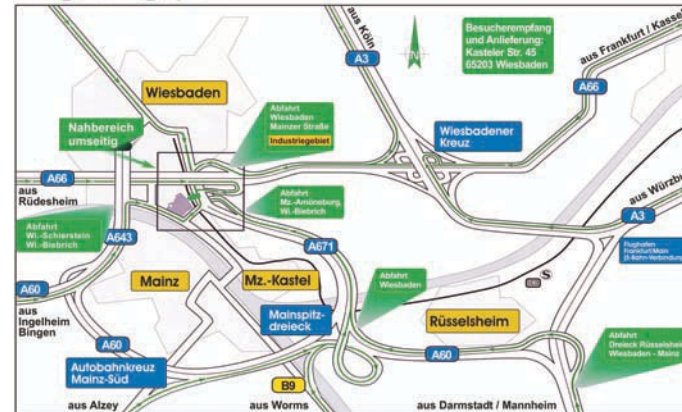 aus Köln
Besucherempfang
und Anlieferung:
Kasteler Str. 45
65203 Wiesbaden
aus Frankfurt / Kassel
N
A3
A66
Wiesbaden
Nahbereich
umseitig
Abfahrt
Wiesbaden
Mainzer Straße
Industriegebiet
Wiesbadener
Kreuz
A66
aus
Rüdesheim
aus Würzburg
A3
Abfahrt
Mz.-Amöneburg,
Wi.-Biebrich
Abfahrt
Wi.-Schierstein
Wi.-Biebrich
A643
A671
Flughafen
Frankfurt/Main
(S-Bahn-Verbindung)
S
Mainz
Mz.-Kastel
Abfahrt
Wiesbaden
A60
aus
Ingelheim
Bingen
Mainspitz-
dreieck
Rüsselsheim
A60
A60
Abfahrt
Dreieck Rüsselsheim
Wiesbaden - Mainz
Autobahnkreuz
Mainz-Süd
B9
aus Alzey
aus Worms
aus Darmstadt / Mannheim